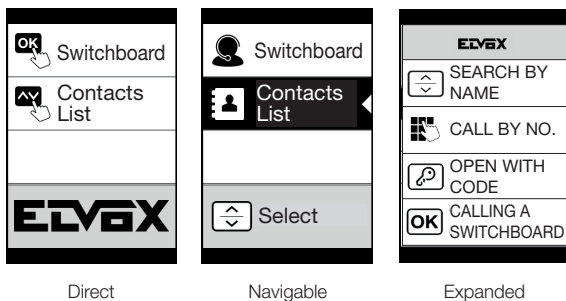 OK
Switchboard
Contacts
List
ELVOX
Direct
Switchboard
Contacts
List
Select
Navigable
ELVOX
SEARCH BY
NAME
CALL BY NO.
OPEN WITH
CODE
OK
CALLING A
SWITCHBOARD
Expanded